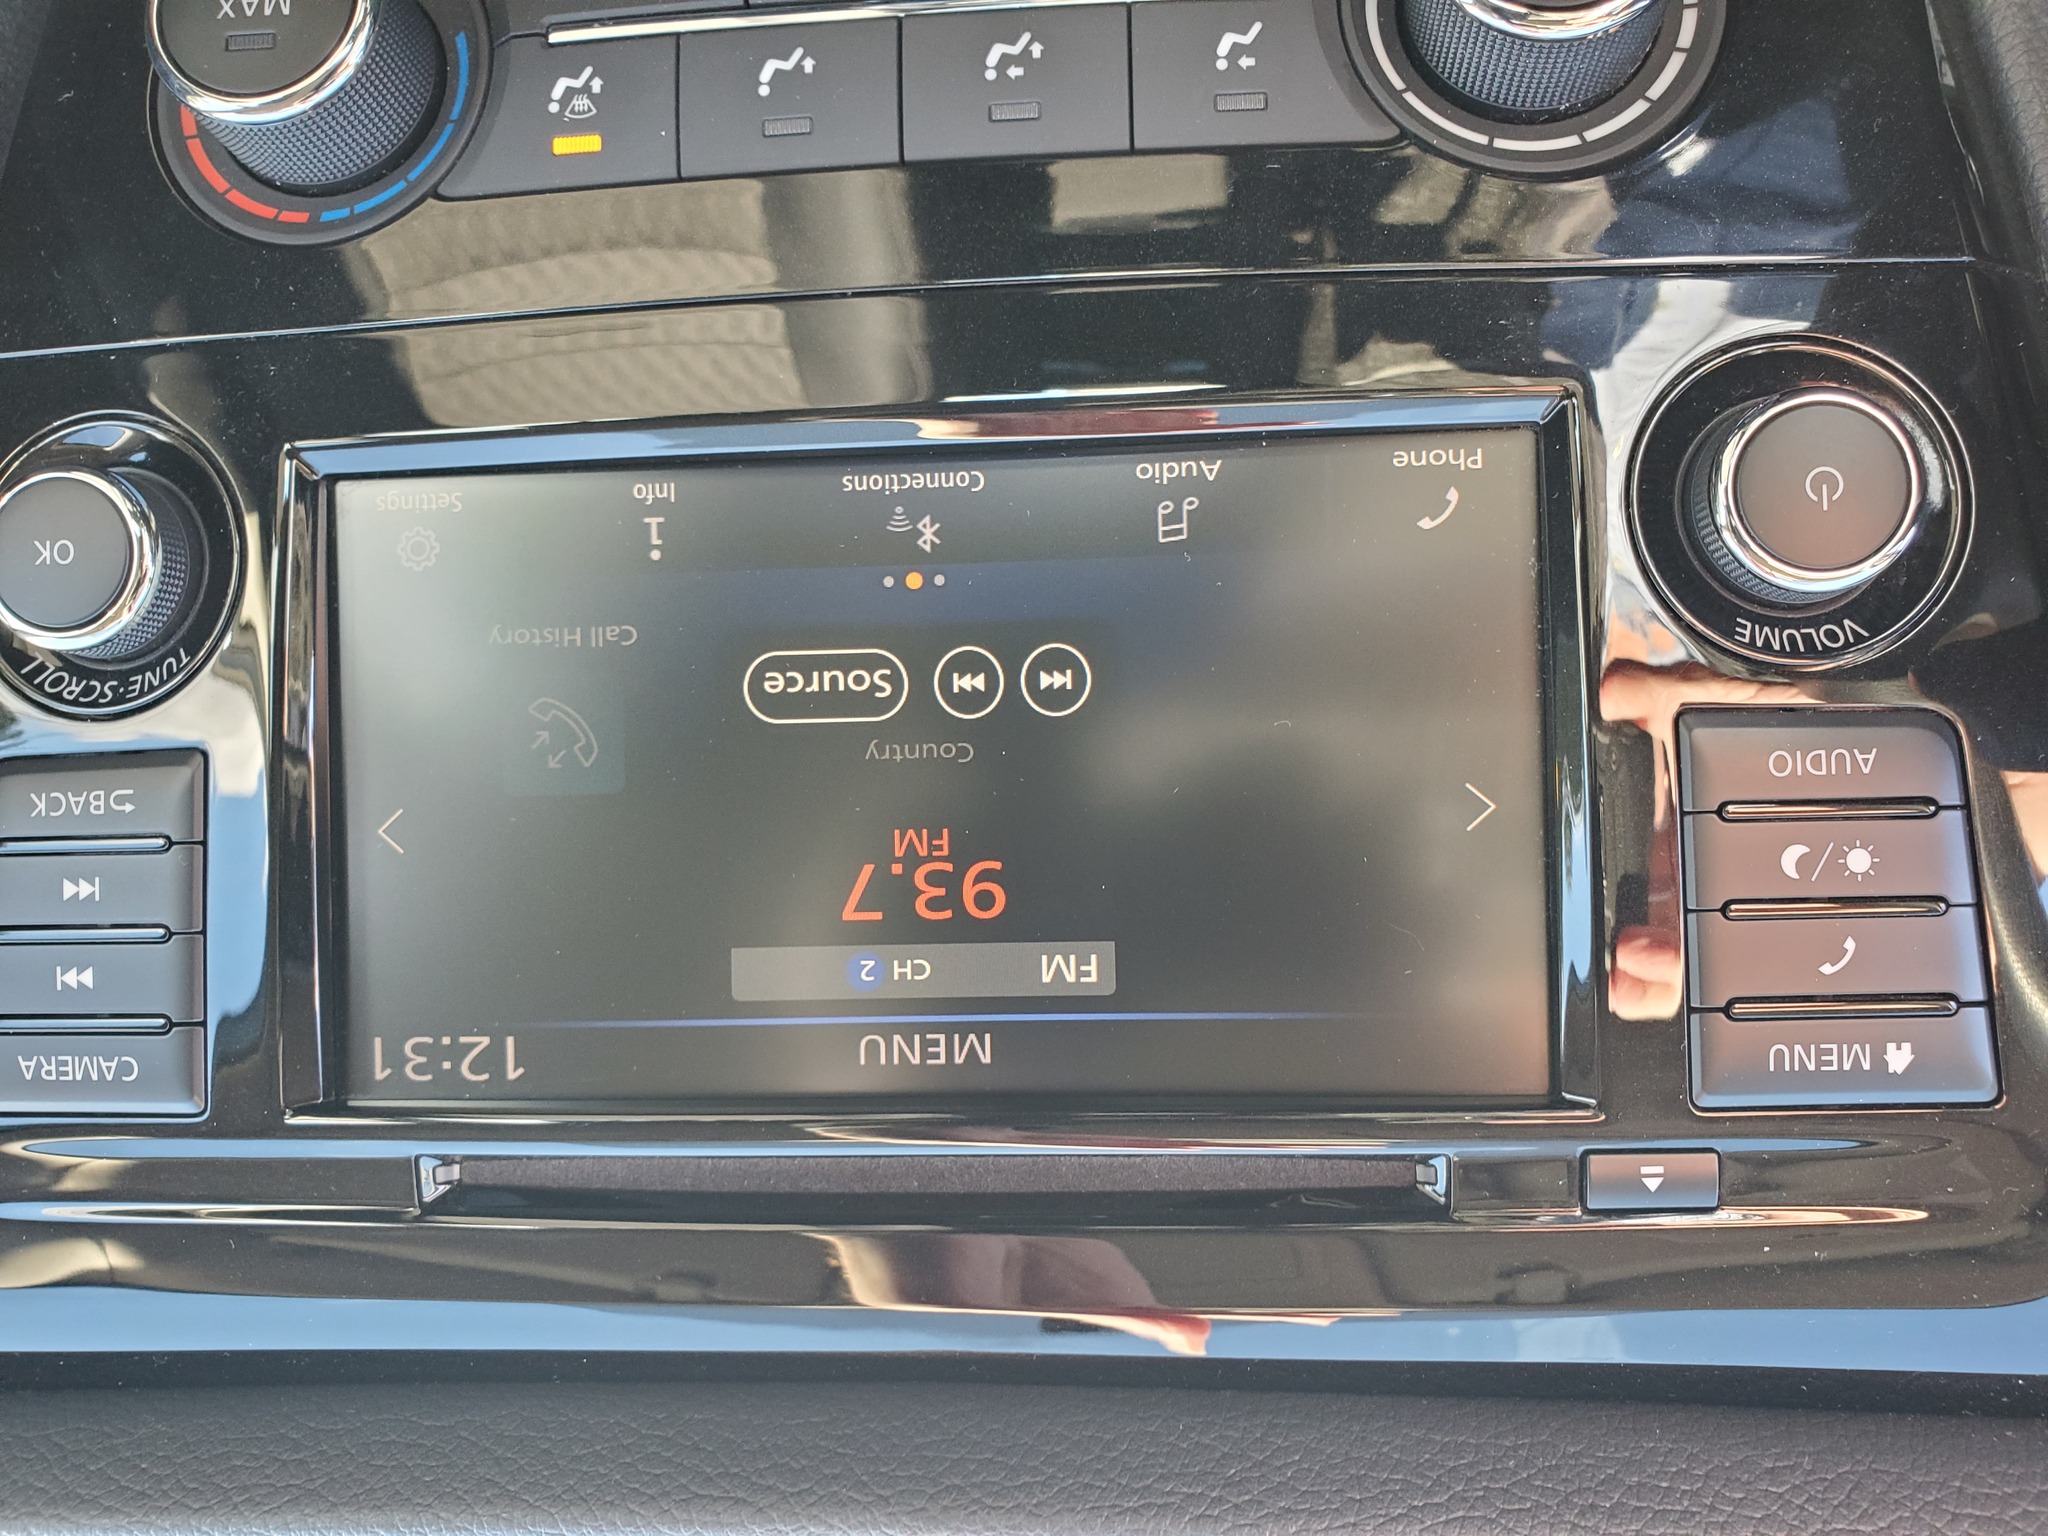 MENU
AUDIO
VOLUME
MENU
12:31
FM CH 2
93.7
FM
Country
Source
Call History
Phone
Audio
Connections
Info
Settings
CAMERA
BACK
TUNE·SCROLL
OK
MAX